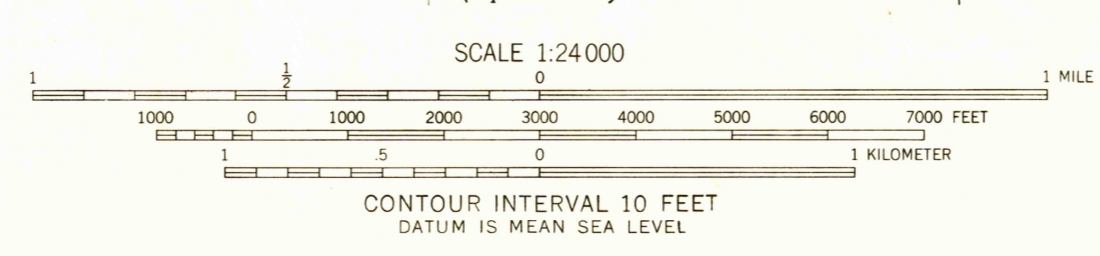 SCALE 1:24000
1 ½ 0 1 MILE
1000 0 1000 2000 3000 4000 5000 6000 7000 FEET
1 .5 0 1 KILOMETER
CONTOUR INTERVAL 10 FEET
DATUM IS MEAN SEA LEVEL